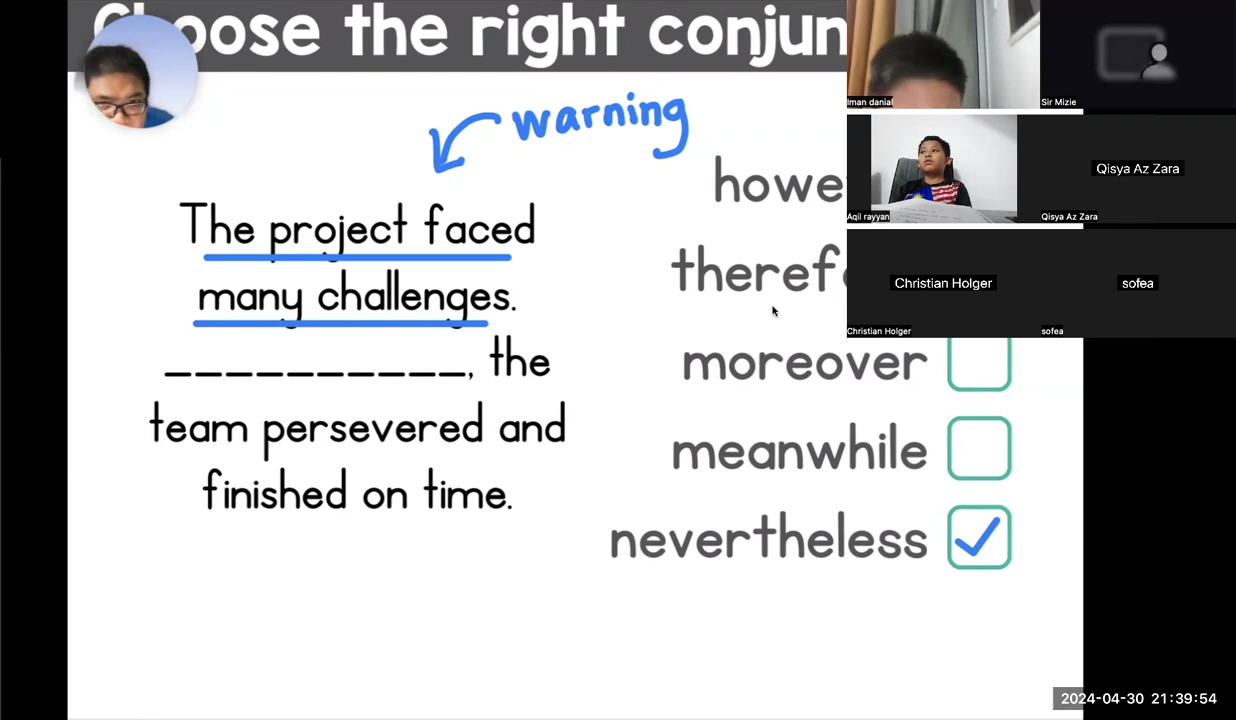 oose the right conjun
warning
The project faced
many challenges.
__________, the
team persevered and
finished on time.
howe
theref
moreover
meanwhile
nevertheless
Iman danial
Sir Mizie
Aqil rayyan
Qisya Az Zara
Qisya Az Zara
Christian Holger
Christian Holger
sofea
sofea
2024-04-30 21:39:54